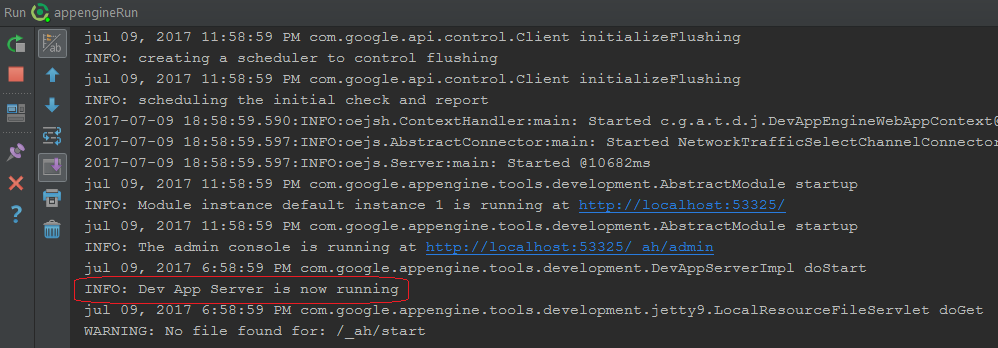 Run appengineRun
jul 09, 2017 11:58:59 PM com.google.api.control.Client initializeFlushing
INFO: creating a scheduler to control flushing
jul 09, 2017 11:58:59 PM com.google.api.control.Client initializeFlushing
INFO: scheduling the initial check and report
2017-07-09 18:58:59.590:INFO:oejsh.ContextHandler:main: Started c.g.a.t.d.j.DevAppEngineWebAppContext@
2017-07-09 18:58:59.597:INFO:oejs.AbstractConnector:main: Started NetworkTrafficSelectChannelConnector
2017-07-09 18:58:59.597:INFO:oejs.Server:main: Started @10682ms
jul 09, 2017 11:58:59 PM com.google.appengine.tools.development.AbstractModule startup
INFO: Module instance default instance 1 is running at http://localhost:53325/
jul 09, 2017 11:58:59 PM com.google.appengine.tools.development.AbstractModule startup
INFO: The admin console is running at http://localhost:53325/_ah/admin
jul 09, 2017 6:58:59 PM com.google.appengine.tools.development.DevAppServerImpl doStart
INFO: Dev App Server is now running
jul 09, 2017 6:58:59 PM com.google.appengine.tools.development.jetty9.LocalResourceFileServlet doGet
WARNING: No file found for: /_ah/start